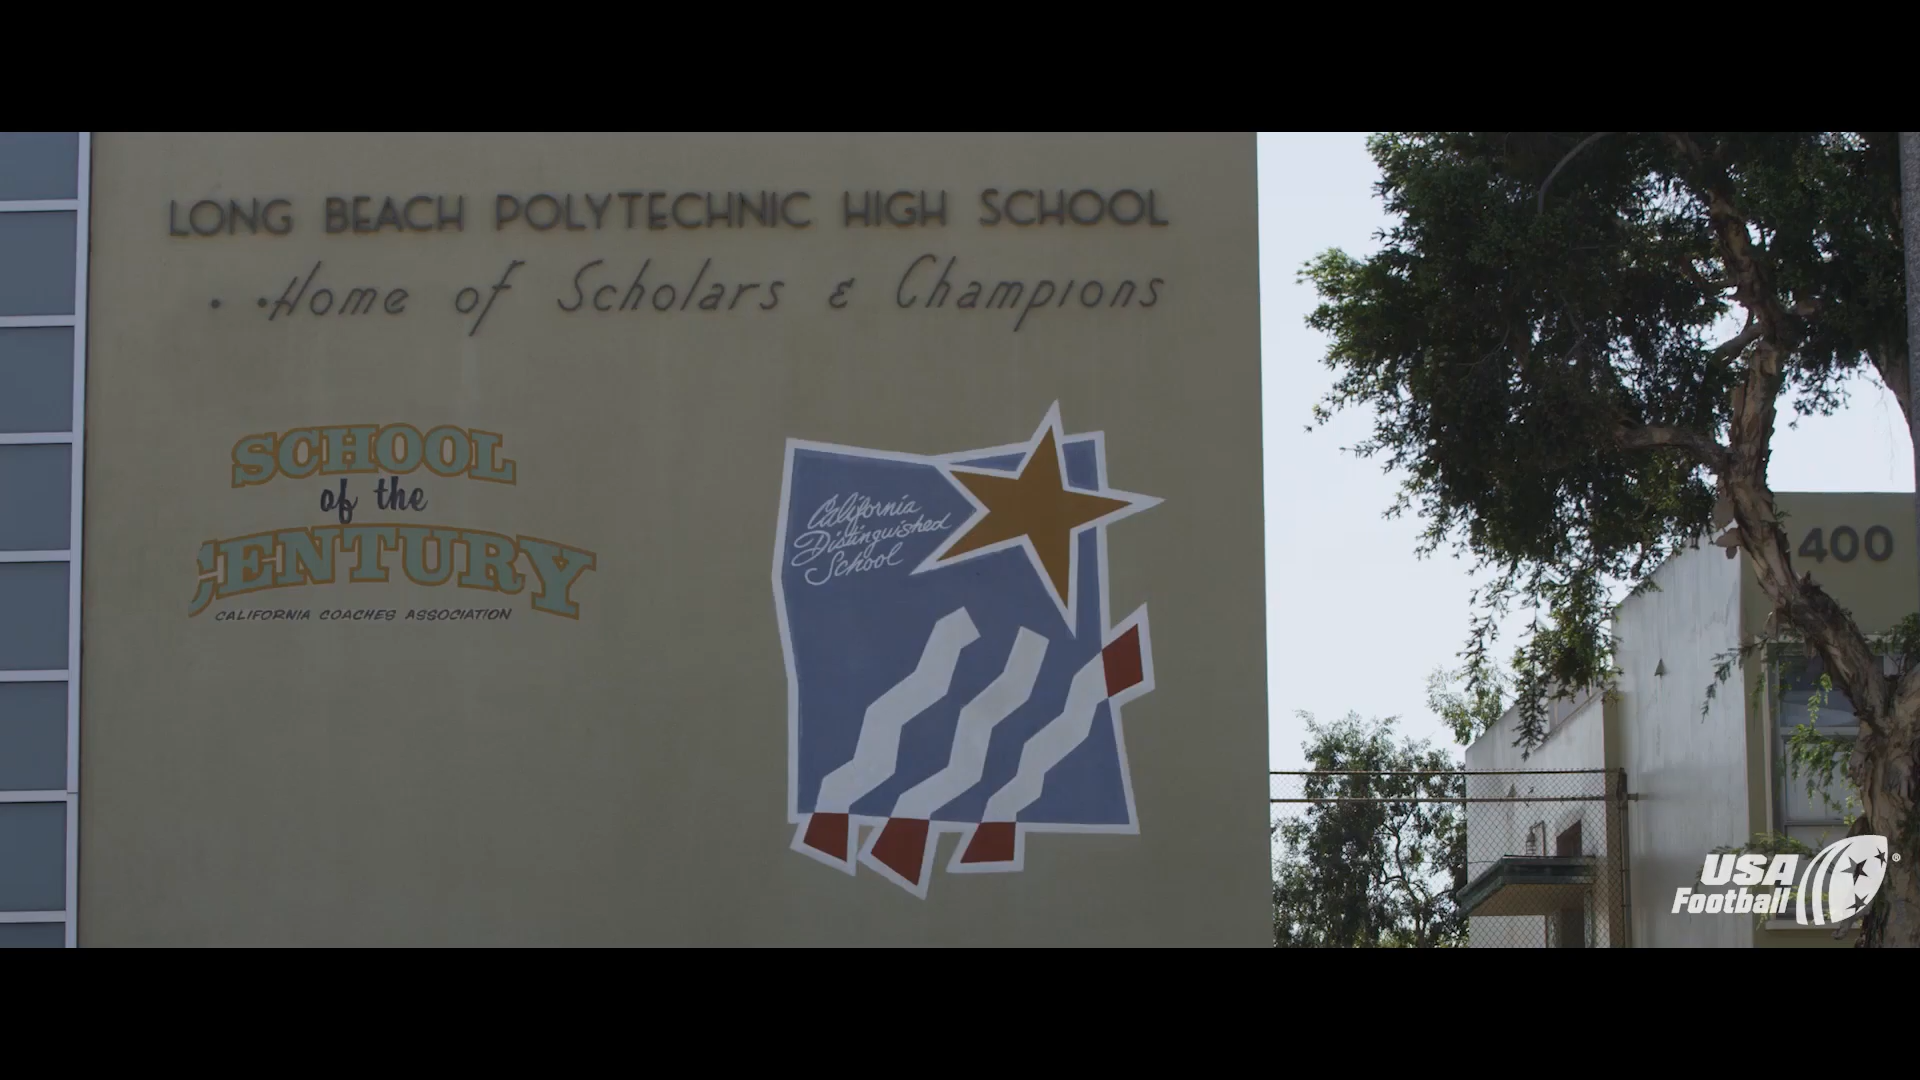 LONG BEACH POLYTECHNIC HIGH SCHOOL
. . Home of Scholars & Champions
SCHOOL
of the
CENTURY
CALIFORNIA COACHES ASSOCIATION
California
Distinguished
School
400
USA
Football
®